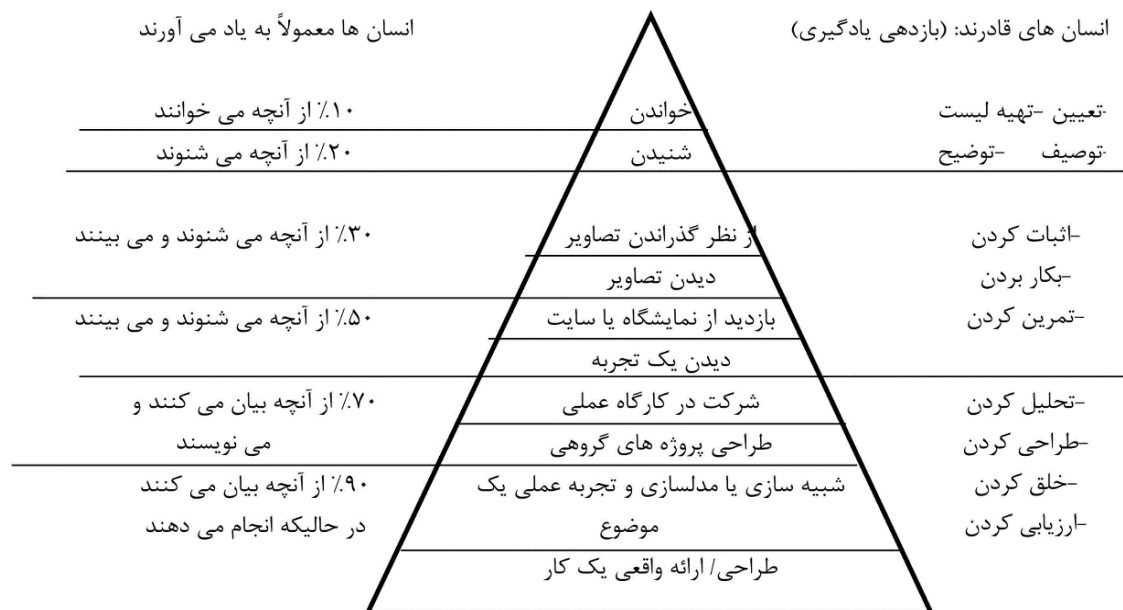 انسان های قادرند: (بازدهی یادگیری)
انسان ها معمولاً به یاد می آورند
-تعیین -تهیه لیست
خواندن
۱۰٪ از آنچه می خوانند
-توصیف -توضیح
شنیدن
۲۰٪ از آنچه می شنوند
-اثبات کردن
از نظر گذراندن تصاویر
۳۰٪ از آنچه می شنوند و می بینند
-بکار بردن
دیدن تصاویر
-تمرین کردن
بازدید از نمایشگاه یا سایت
۵۰٪ از آنچه می شنوند و می بینند
دیدن یک تجربه
-تحلیل کردن
شرکت در کارگاه عملی
۷۰٪ از آنچه بیان می کنند و
-طراحی کردن
طراحی پروژه های گروهی
می نویسند
-خلق کردن
شبیه سازی یا مدلسازی و تجربه عملی یک
۹۰٪ از آنچه بیان می کنند
-ارزیابی کردن
موضوع
در حالیکه انجام می دهند
طراحی/ ارائه واقعی یک کار